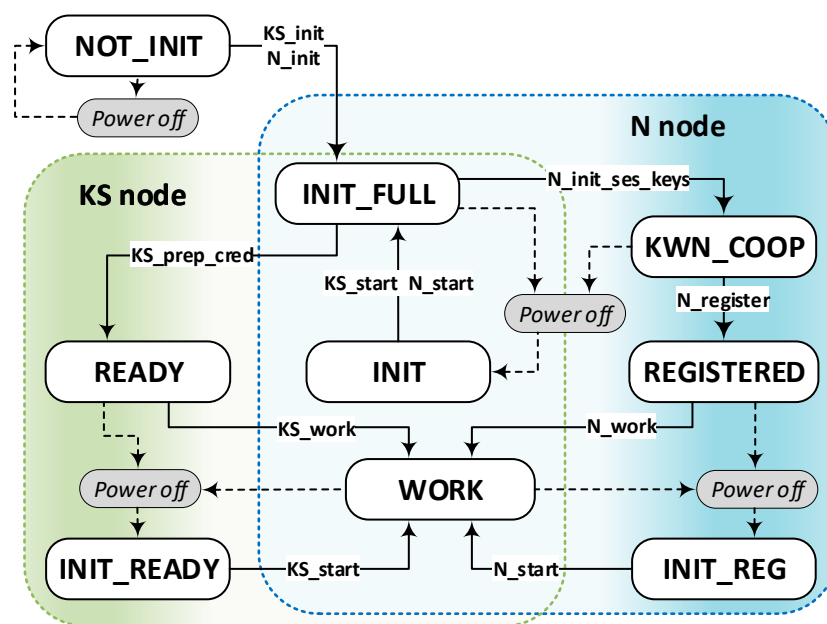 NOT_INIT
KS_init
N_init
Power off
N node
KS node
INIT_FULL
N_init_ses_keys
KWN_COOP
KS_prep_cred
KS_start N_start
Power off
N_register
READY
INIT
REGISTERED
KS_work
N_work
Power off
WORK
Power off
INIT_READY
KS_start
N_start
INIT_REG